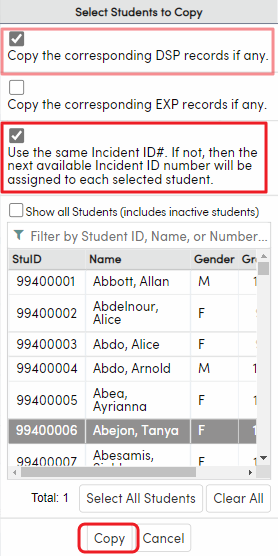 Select Students to Copy
Copy the corresponding DSP records if any.
Copy the corresponding EXP records if any.
Use the same Incident ID#. If not, then the
next available Incident ID number will be
assigned to each selected student.
Show all Students (includes inactive students)
Filter by Student ID, Name, or Number...
StuID Name Gender Gr
99400001 Abbott, Allan M 1
99400002 Abdelnour,
Alice F
99400003 Abdo, Alice F
99400004 Abdo, Arnold M 1
99400005 Abea,
Ayrianna F 1
99400006 Abejon, Tanya F 1
99400007 Abesamis, F
Total: 1 Select All Students Clear All
Copy Cancel